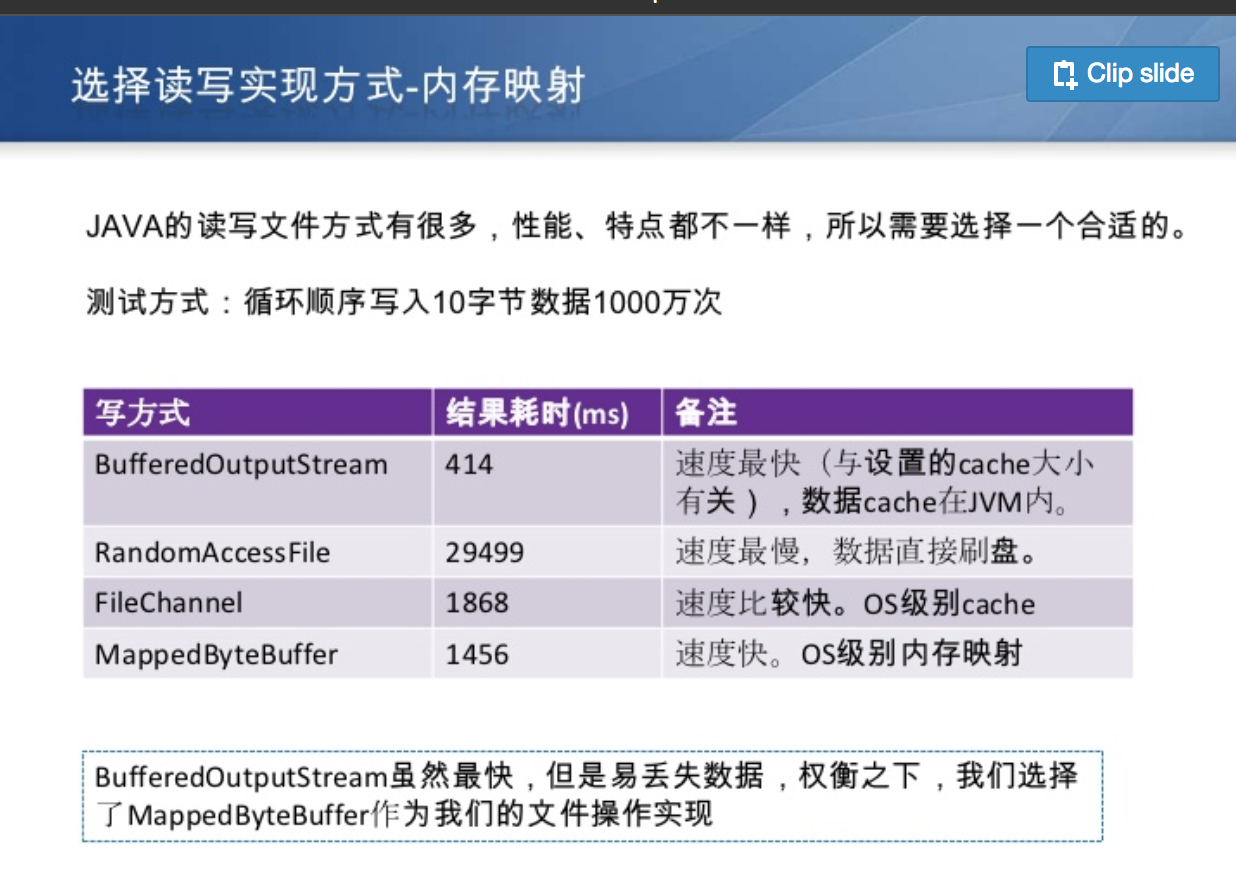 选择读写实现方式-内存映射
Clip slide
JAVA的读写文件方式有很多，性能、特点都不一样，所以需要选择一个合适的。
测试方式：循环顺序写入10字节数据1000万次
写方式 结果耗时(ms) 备注
BufferedOutputStream 414 速度最快（与设置的cache大小
有关），数据cache在JVM内。
RandomAccessFile 29499 速度最慢，数据直接刷盘。
FileChannel 1868 速度比较快。OS级别cache
MappedByteBuffer 1456 速度快。OS级别内存映射
BufferedOutputStream虽然最快，但是易丢失数据，权衡之下，我们选择
了MappedByteBuffer作为我们的文件操作实现